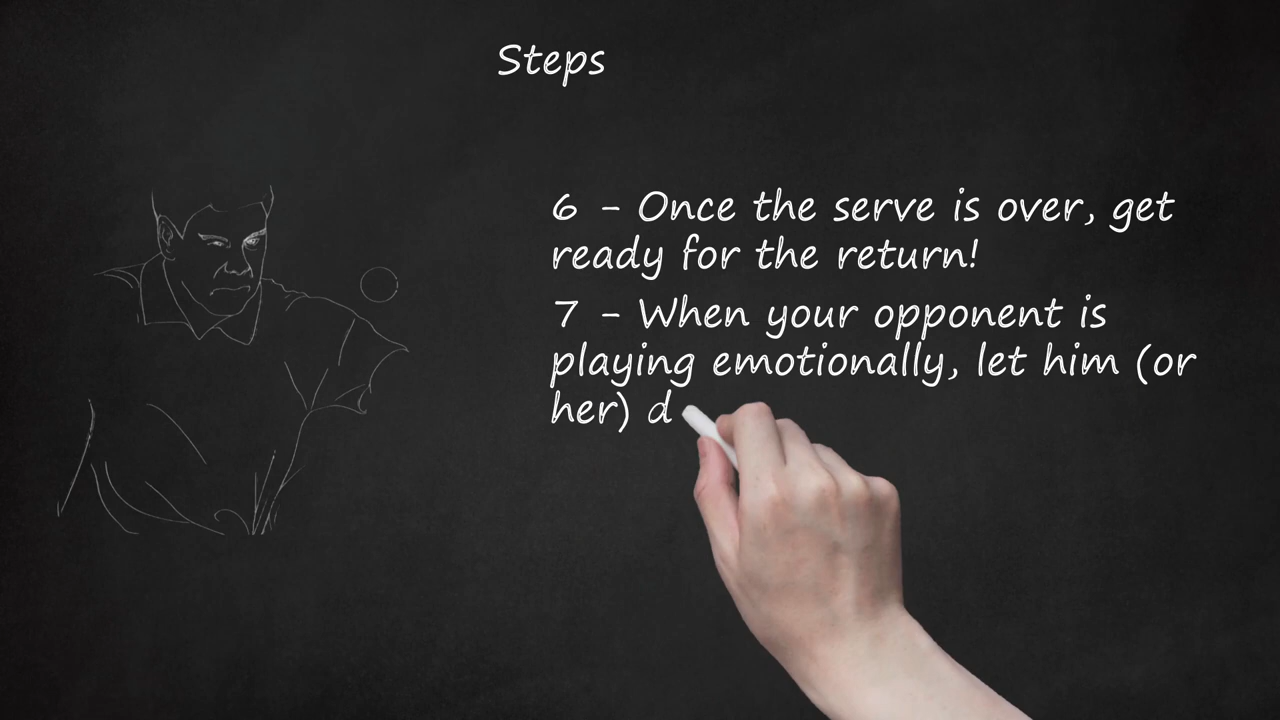 Steps
6 - Once the serve is over, get
ready for the return!
7 - When your opponent is
playing emotionally, let him (or
her) d